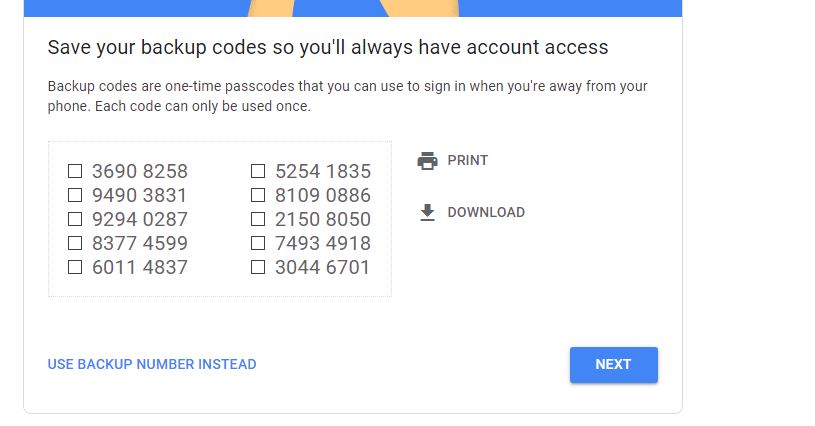 Save your backup codes so you'll always have account access
Backup codes are one-time passcodes that you can use to sign in when you're away from your
phone. Each code can only be used once.
3690 8258 5254 1835
9490 3831 8109 0886
9294 0287 2150 8050
8377 4599 7493 4918
6011 4837 3044 6701
PRINT
DOWNLOAD
USE BACKUP NUMBER INSTEAD
NEXT